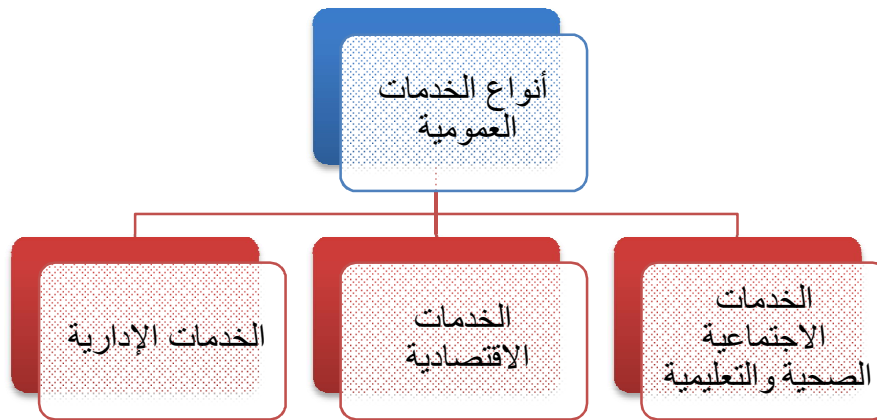 أنواع الخدمات
العمومية
الخدمات
الاجتماعية
الصحية والتعليمية
الخدمات
الاقتصادية
الخدمات الإدارية